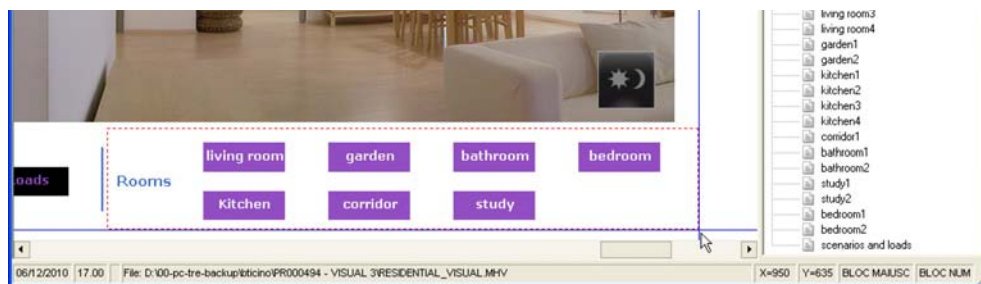 living room3
living room4
garden1
garden2
kitchen1
kitchen2
kitchen3
kitchen4
corridor1
bathroom1
bathroom2
study1
study2
bedroom1
bedroom2
scenarios and loads
living room garden bathroom bedroom
oads Rooms
Kitchen corridor study
06/12/2010 17.00 File: D:\00-pc-tre-backup\bticino\PR000494 - VISUAL 3\RESIDENTIAL_VISUAL.MHV X=950 Y=635 BLOC MAIUSC BLOC NUM